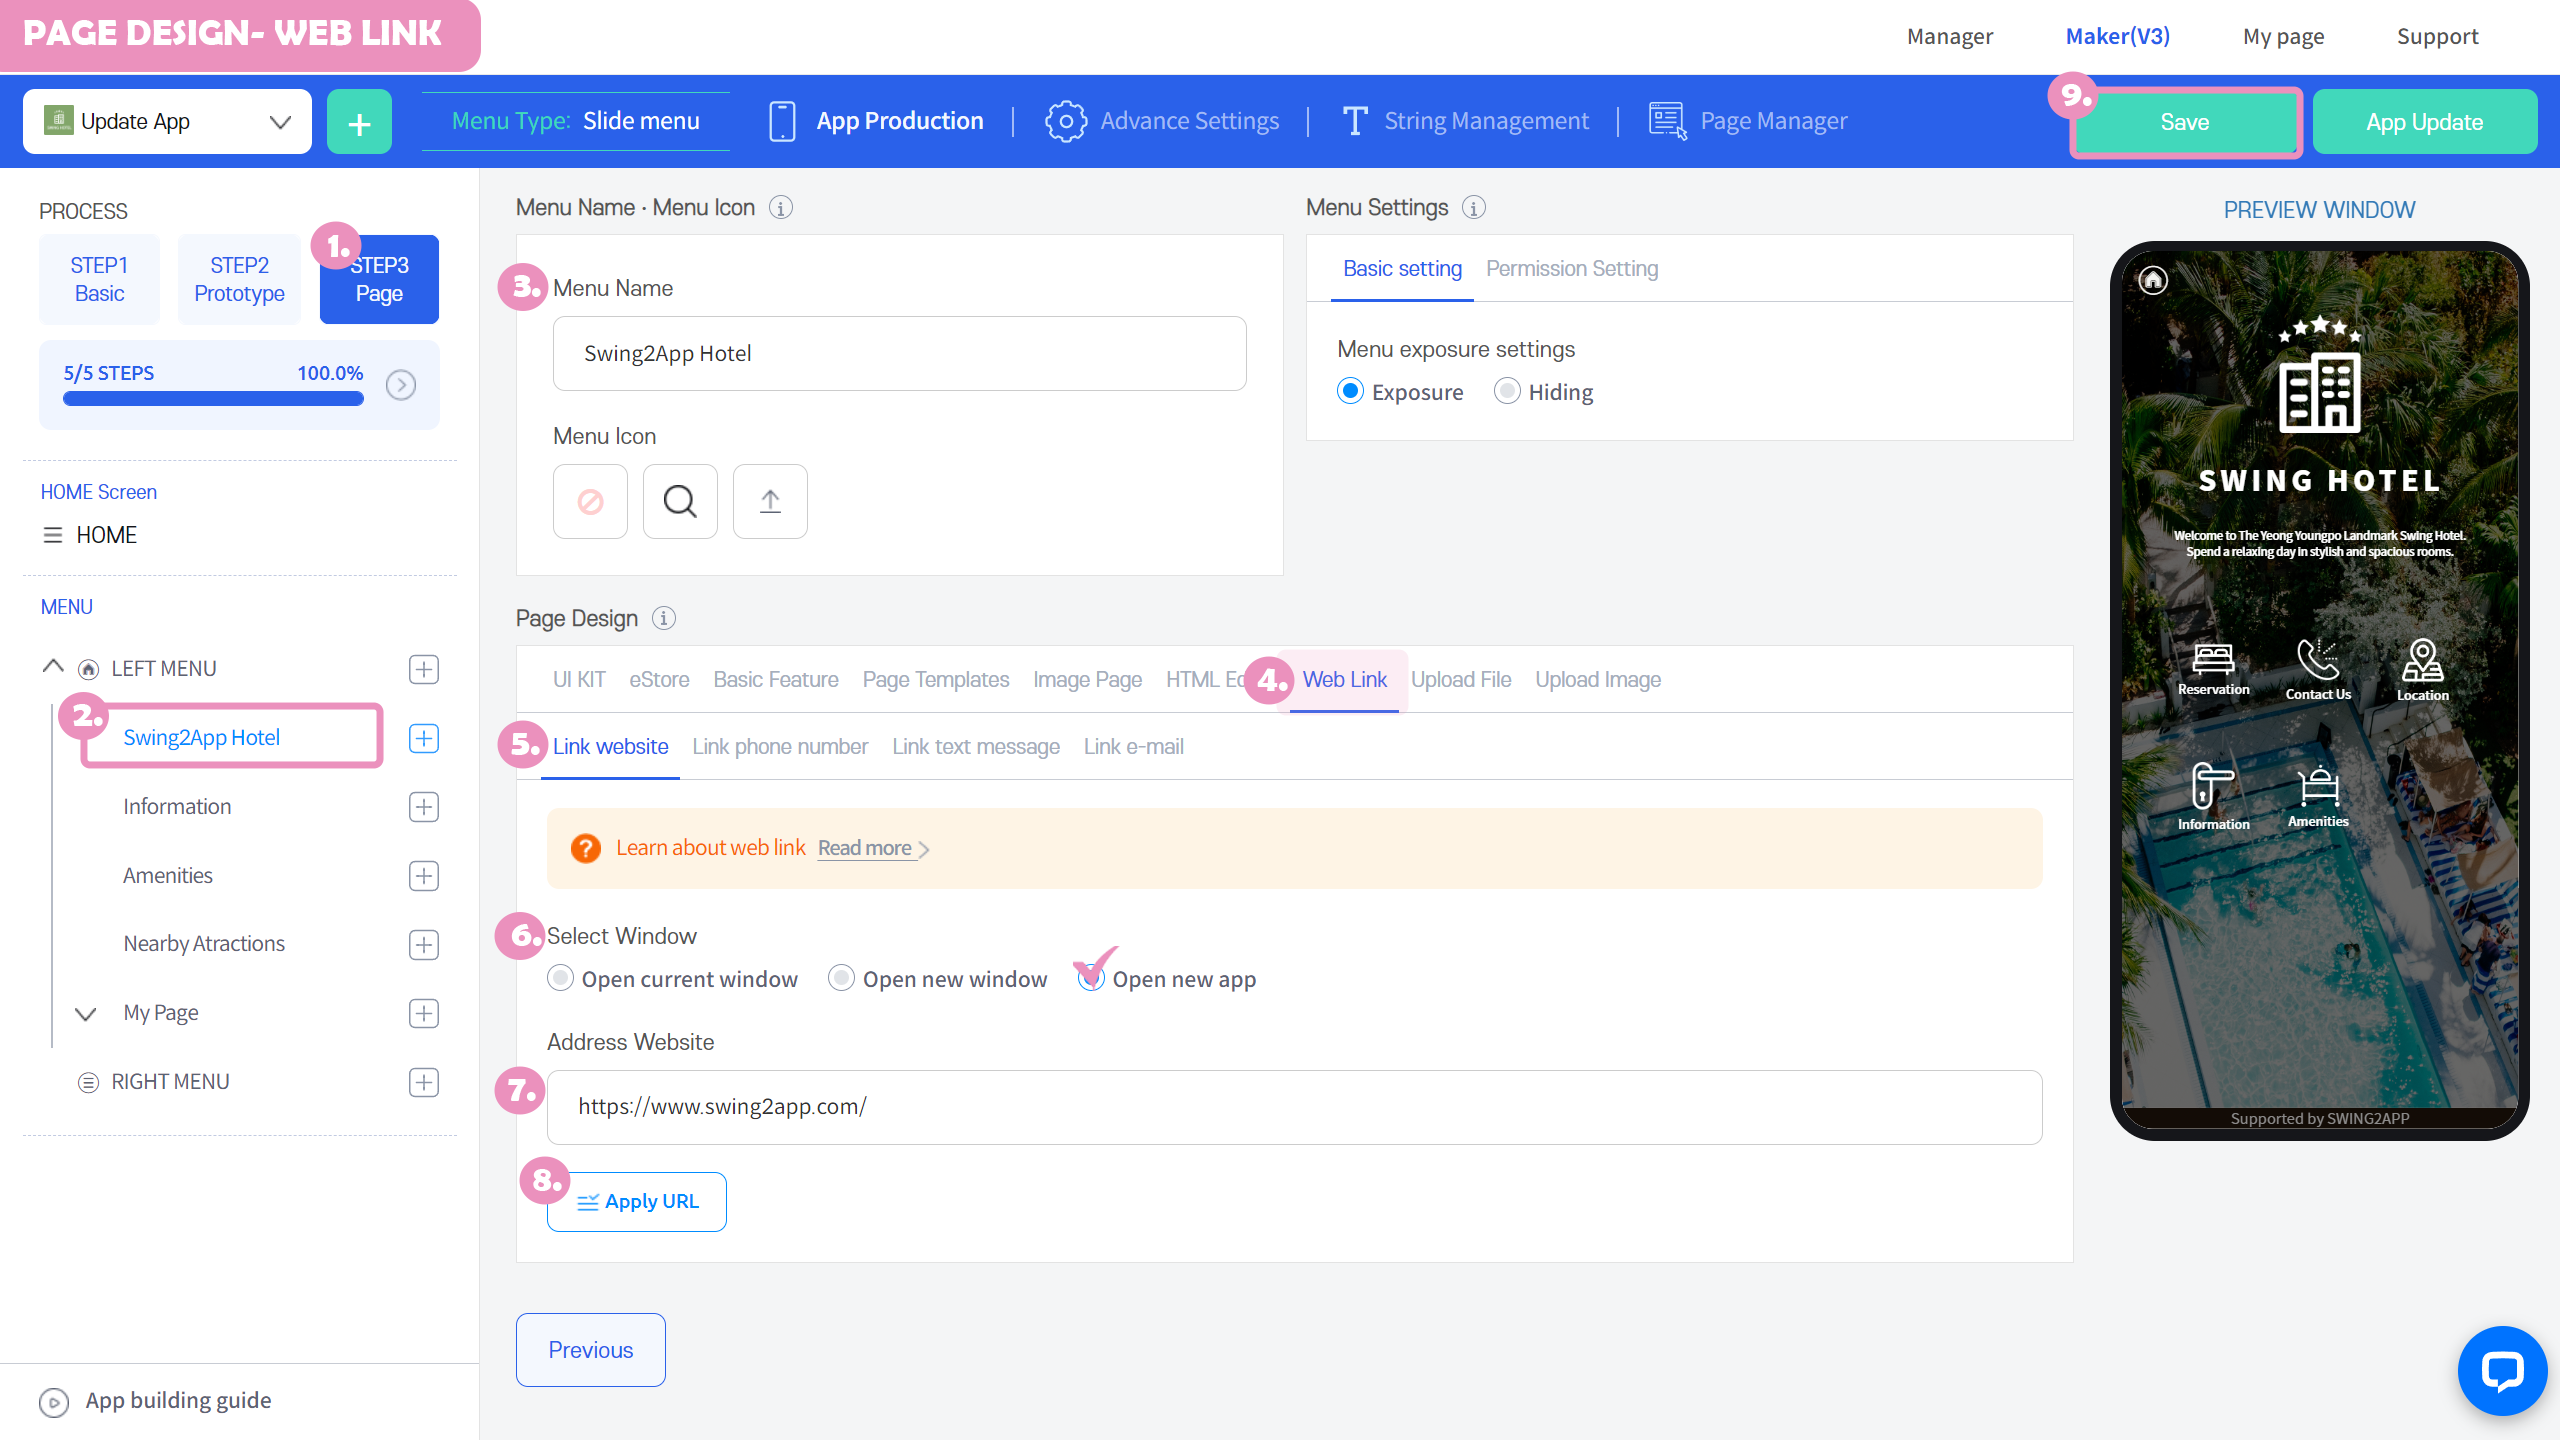 PAGE DESIGN- WEB LINK
Manager
Maker(V3)
My page
Support
Update App
+
Menu Type: Slide menu
App Production
Advance Settings
String Management
Page Manager
9.
Save
App Update
PROCESS
STEP1
Basic
STEP2
Prototype
1.
STEP3
Page
5/5 STEPS
100.0%
HOME Screen
HOME
MENU
LEFT MENU
2.
Swing2App Hotel
Information
Amenities
Nearby Atractions
My Page
RIGHT MENU
App building guide
Menu Name · Menu Icon
3.
Menu Name
Swing2App Hotel
Menu Icon
Menu Settings
Basic setting
Permission Setting
Menu exposure settings
Exposure
Hiding
Page Design
UI KIT
eStore
Basic Feature
Page Templates
Image Page
HTML Ed
4.
Web Link
Upload File
Upload Image
5.
Link website
Link phone number
Link text message
Link e-mail
? Learn about web link Read more
6.
Select Window
Open current window
Open new window
Open new app
Address Website
7.
https://www.swing2app.com/
8.
Apply URL
Previous
PREVIEW WINDOW
SWING HOTEL
Welcome to The Yeong Youngpo Landmark Swing Hotel.
Spend a relaxing day in stylish and spacious rooms.
Reservation
Contact Us
Location
Information
Amenities
Supported by SWING2APP